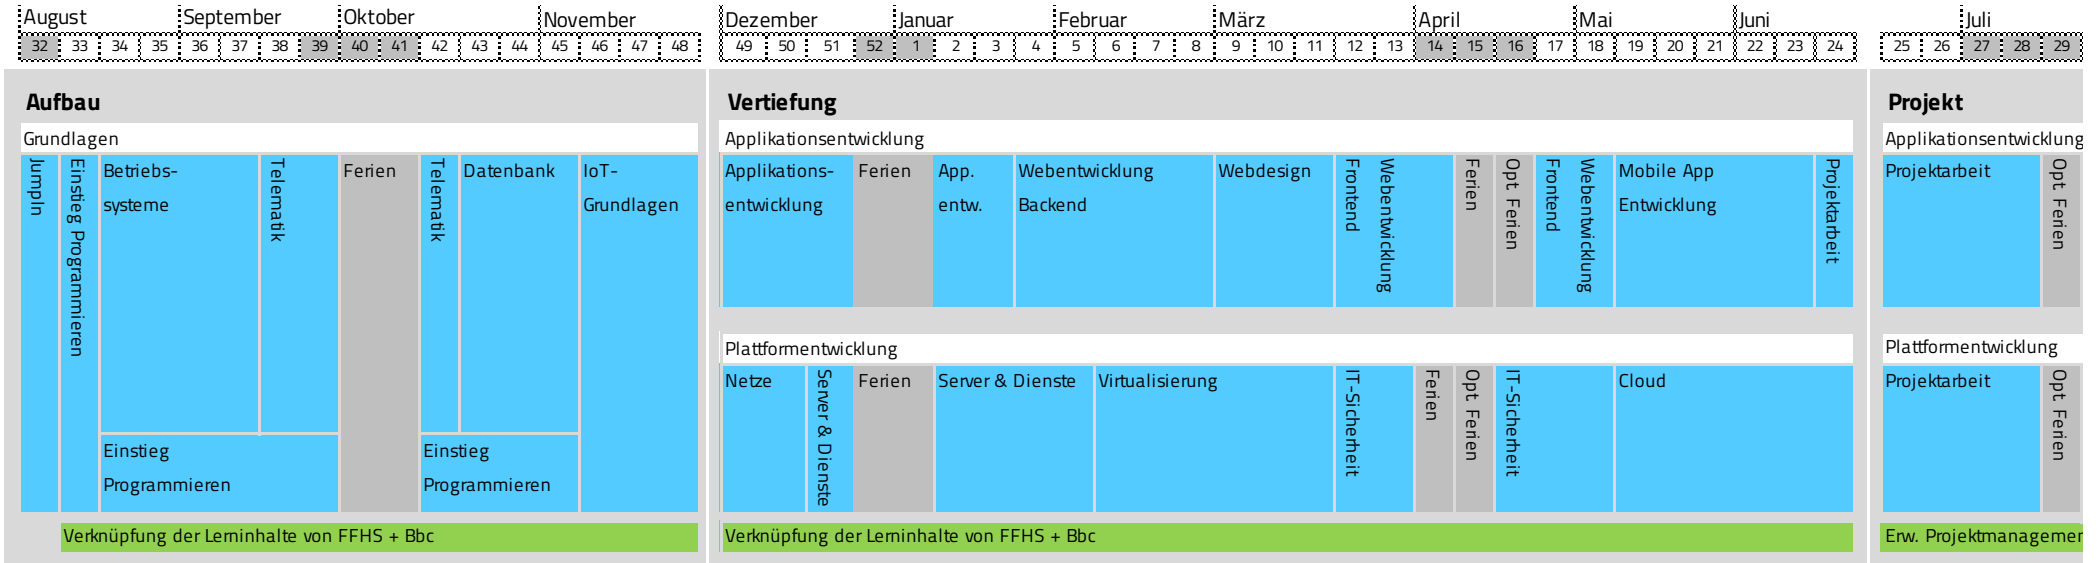 August September Oktober November Dezember Januar Februar März April Mai Juni Juli
32 33 34 35 36 37 38 39 40 41 42 43 44 45 46 47 48 49 50 51 52 1 2 3 4 5 6 7 8 9 10 11 12 13 14 15 16 17 18 19 20 21 22 23 24 25 26 27 28 29
Aufbau
Grundlagen
JumpIn
Einstieg Programmieren
Betriebs-
systeme
Telematik
Ferien
Telematik
Datenbank
IoT-
Grundlagen
Einstieg
Programmieren
Einstieg
Programmieren
Verknüpfung der Lerninhalte von FFHS + Bbc
Vertiefung
Applikationsentwicklung
Applikations-
entwicklung
Ferien
App.
entw.
Webentwicklung
Backend
Webdesign
Webentwicklung
Frontend
Ferien
Opt. Ferien
Webentwicklung
Frontend
Mobile App
Entwicklung
Projektarbeit
Plattformentwicklung
Netze
Server & Dienste
Ferien
Server & Dienste
Virtualisierung
IT-Sicherheit
Ferien
Opt. Ferien
IT-Sicherheit
Cloud
Verknüpfung der Lerninhalte von FFHS + Bbc
Projekt
Applikationsentwicklung
Projektarbeit
Opt. Ferien
Plattformentwicklung
Projektarbeit
Opt. Ferien
Erw. Projektmanagemen